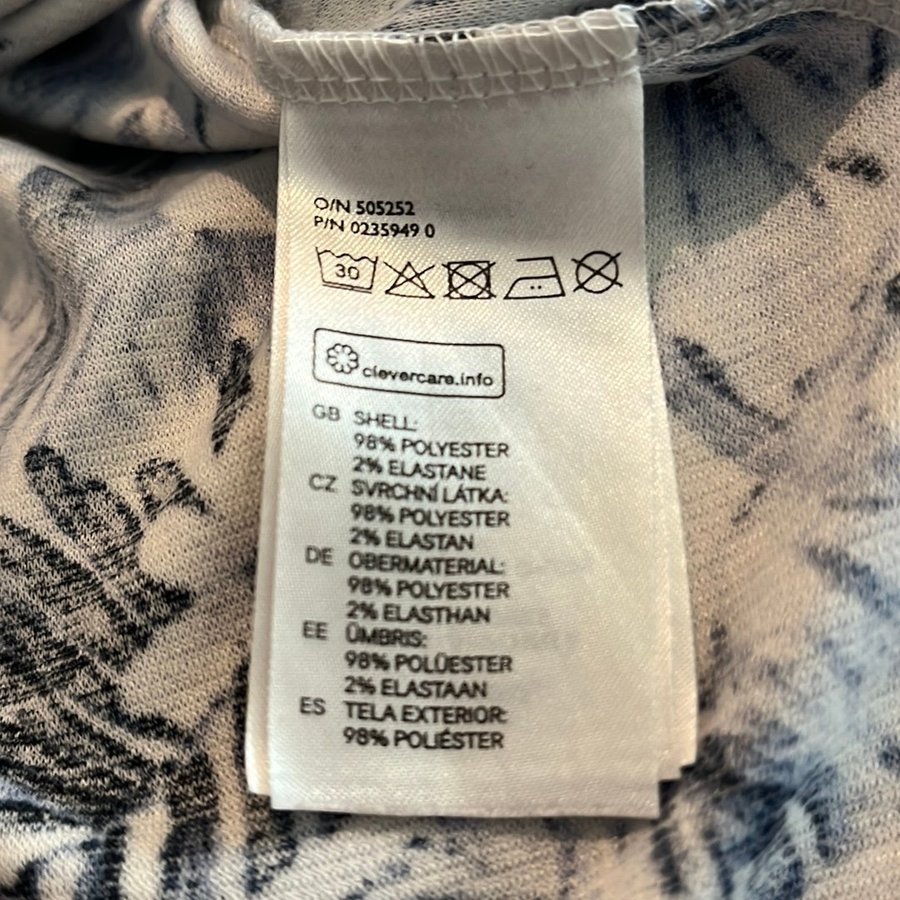 O/N 505252
P/N 0235949 0
30
clevercare.info
GB SHELL:
98% POLYESTER
2% ELASTANE
CZ SVRCHNÍ LÁTKA:
98% POLYESTER
2% ELASTAN
DE OBERMATERIAL:
98% POLYESTER
2% ELASTHAN
EE ÜMBRIS:
98% POLÜESTER
2% ELASTAAN
ES TELA EXTERIOR:
98% POLIÉSTER